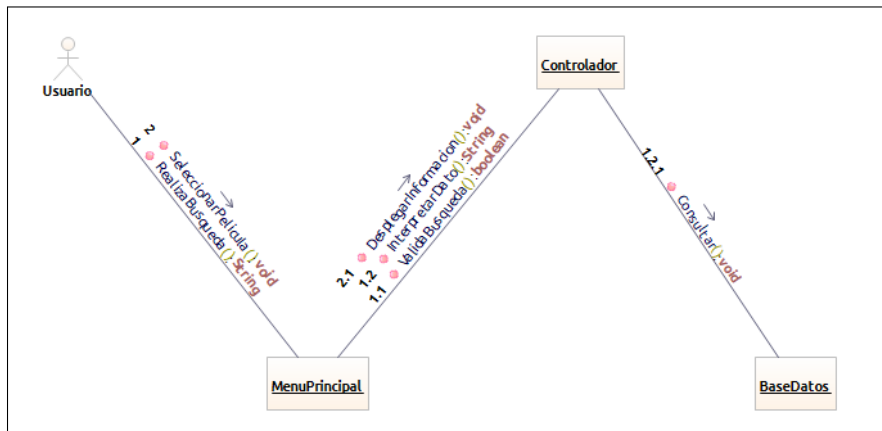 Usuario
Controlador
2 SeleccionarPelicula():void
1 RealizaBusqueda():String
2.1 DesplegarInformacion():void
1.2 InterpretarDato():String
1.1 ValidaBusqueda():boolean
1.2.1 Consultar():void
MenuPrincipal
BaseDatos